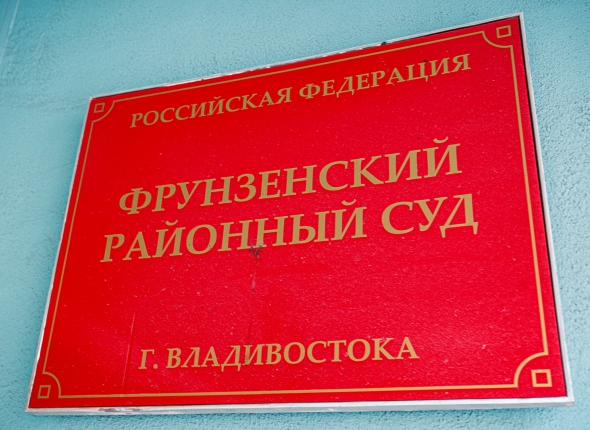 РОССИЙСКАЯ ФЕДЕРАЦИЯ
ФРУНЗЕНСКИЙ
РАЙОННЫЙ СУД
Г. ВЛАДИВОСТОКА